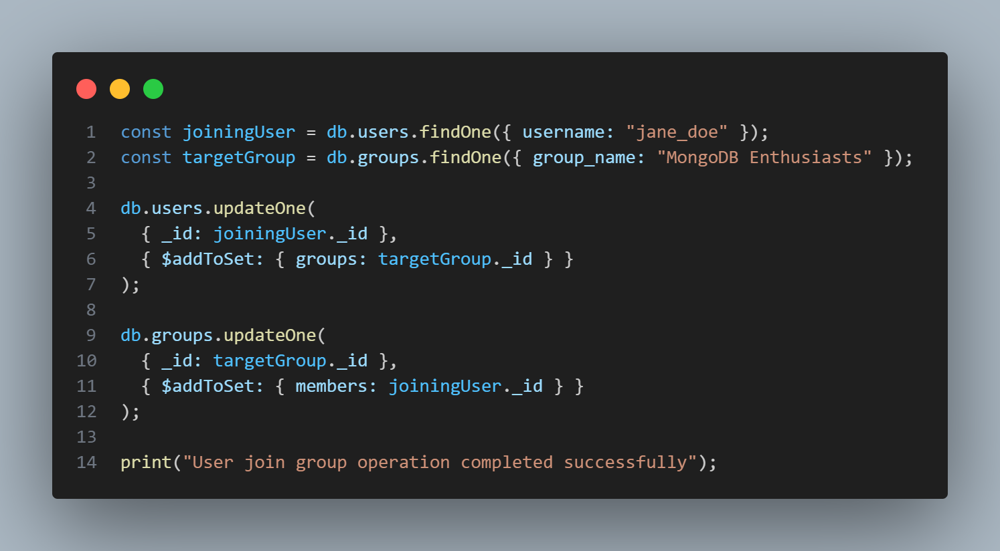 1 const joiningUser = db.users.findOne({ username: "jane_doe" });
2 const targetGroup = db.groups.findOne({ group_name: "MongoDB Enthusiasts" });
3
4 db.users.updateOne(
5   { _id: joiningUser._id },
6   { $addToSet: { groups: targetGroup._id } }
7 );
8
9 db.groups.updateOne(
10   { _id: targetGroup._id },
11   { $addToSet: { members: joiningUser._id } }
12 );
13
14 print("User join group operation completed successfully");